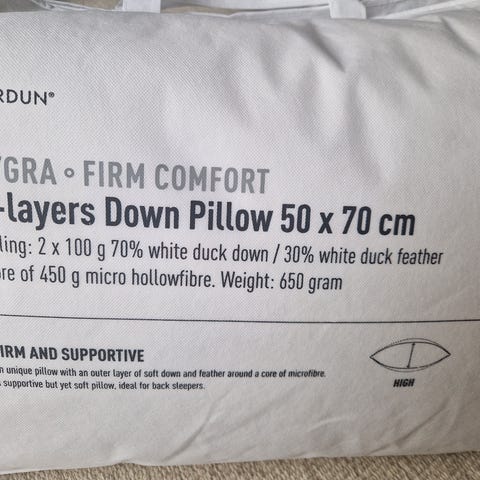 RDUN®
YGRA ∘ FIRM COMFORT
-layers Down Pillow 50 x 70 cm
ling: 2 x 100 g 70% white duck down / 30% white duck feather
re of 450 g micro hollowfibre. Weight: 650 gram
IRM AND SUPPORTIVE
n unique pillow with an outer layer of soft down and feather around a core of microfibre.
supportive but yet soft pillow, ideal for back sleepers.
HIGH